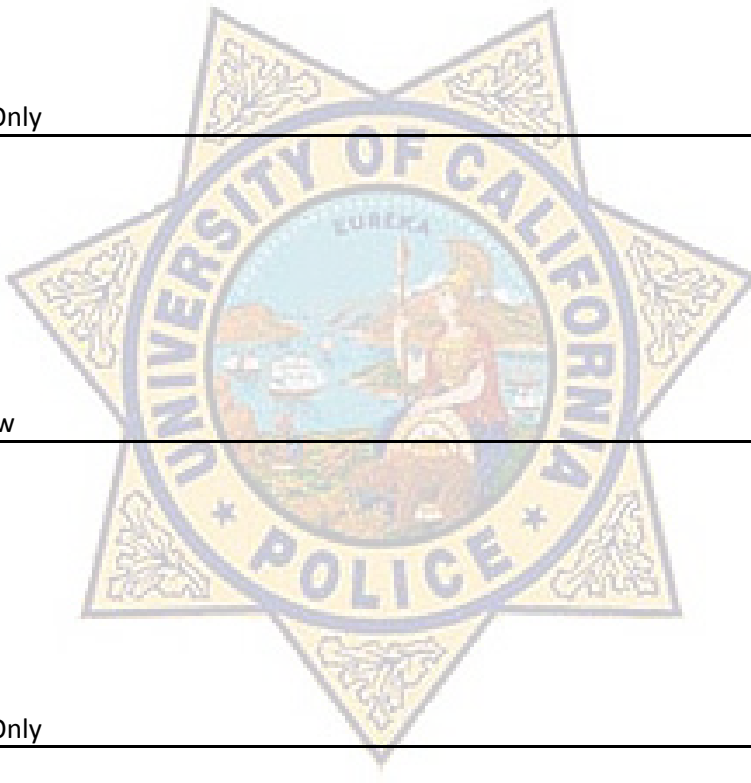 Only
UNIVERSITY OF CALIFORNIA
EUREKA
w
POLICE
Only